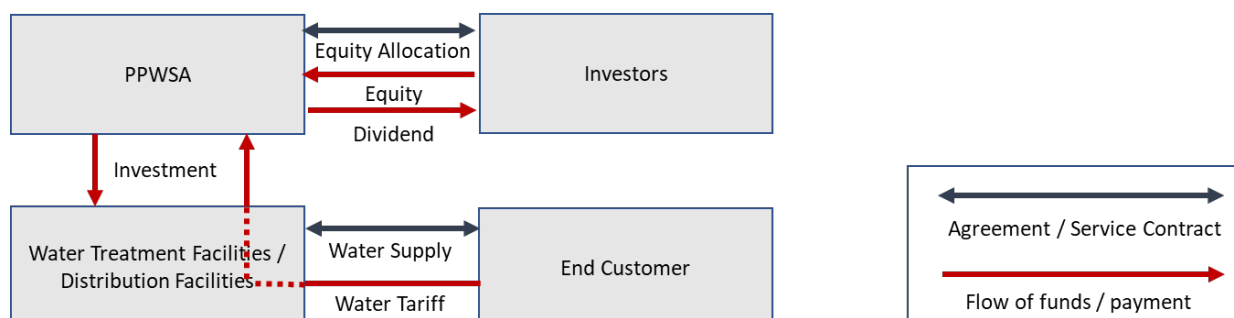 PPWSA
Equity Allocation
Equity
Dividend
Investors
Investment
Water Treatment Facilities /
Distribution Facilities
Water Supply
Water Tariff
End Customer
Agreement / Service Contract
Flow of funds / payment